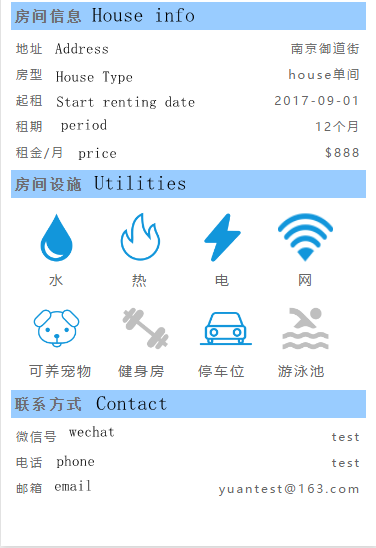 房间信息 House info
地址 Address 南京御道街
房型 House Type house单间
起租 Start renting date 2017-09-01
租期 period 12个月
租金/月 price $888
房间设施 Utilities
水 热 电 网
可养宠物 健身房 停车位 游泳池
联系方式 Contact
微信号 wechat test
电话 phone test
邮箱 email yuantest@163.com